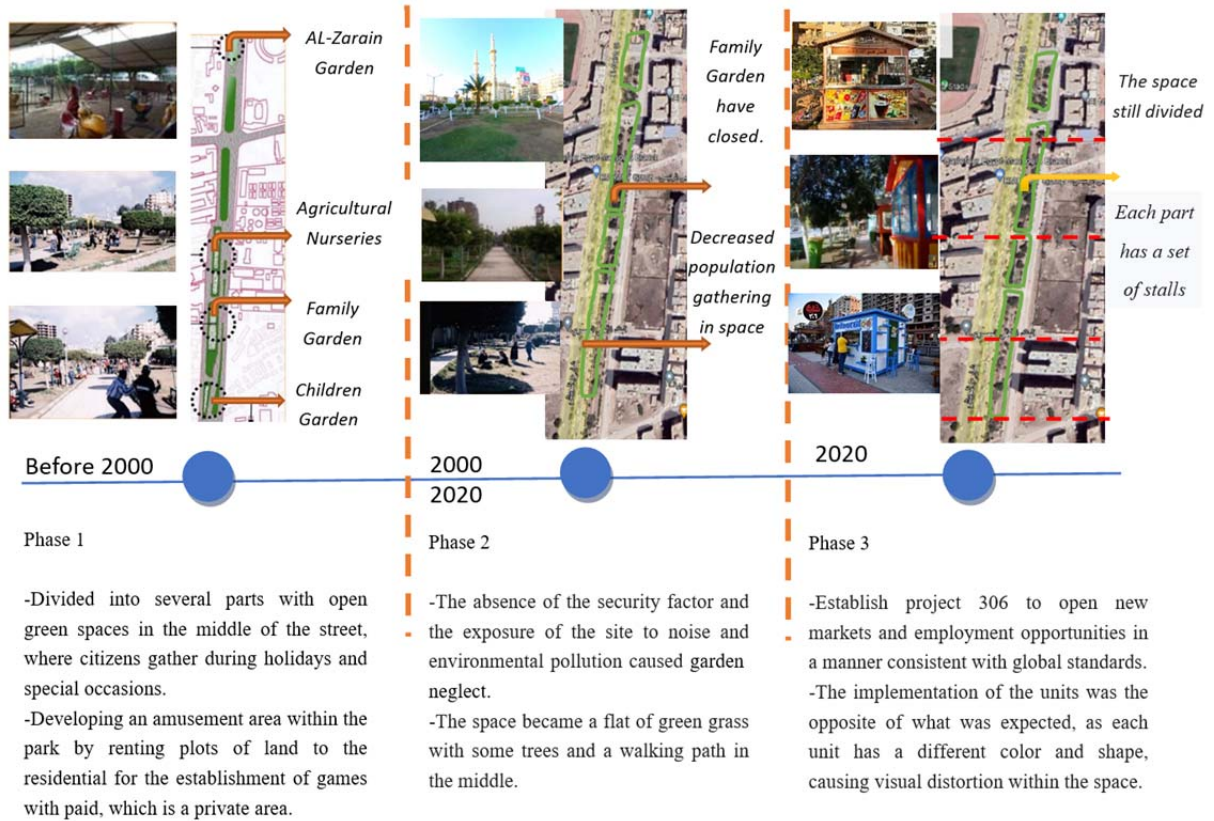 AL-Zarain
Garden
Agricultural
Nurseries
Family
Garden
Children
Garden
Family
Garden
have
closed.
Decreased
population
gathering
in space
The space
still divided
Each part
has a set
of stalls
Before 2000
2000
2020
2020
Phase 1
-Divided into several parts with open
green spaces in the middle of the street,
where citizens gather during holidays and
special occasions.
-Developing an amusement area within the
park by renting plots of land to the
residential for the establishment of games
with paid, which is a private area.
Phase 2
-The absence of the security factor and
the exposure of the site to noise and
environmental pollution caused garden
neglect.
-The space became a flat of green grass
with some trees and a walking path in
the middle.
Phase 3
-Establish project 306 to open new
markets and employment opportunities in
a manner consistent with global standards.
-The implementation of the units was the
opposite of what was expected, as each
unit has a different color and shape,
causing visual distortion within the space.